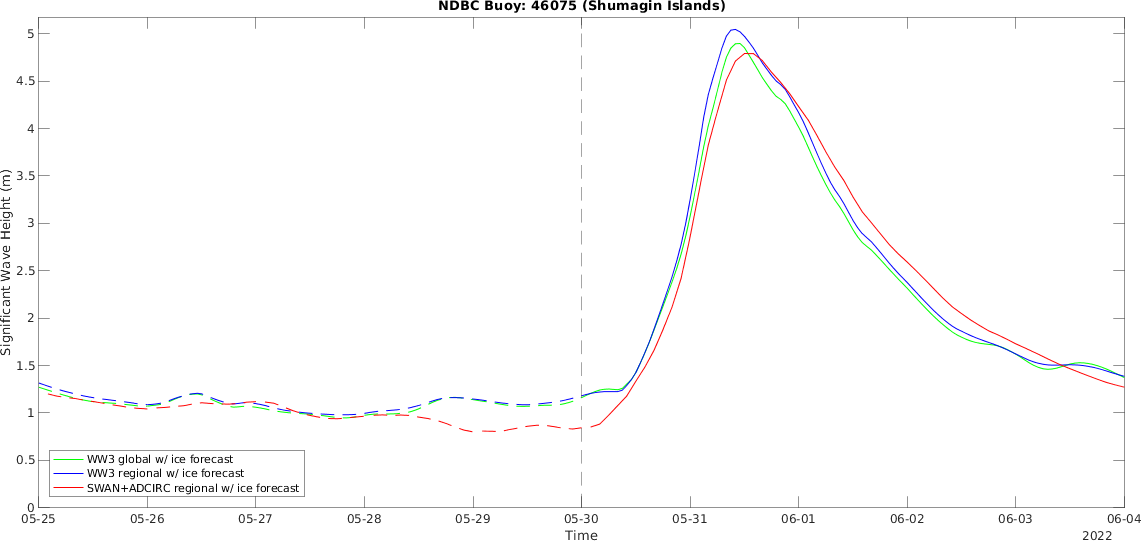 NDBC Buoy: 46075 (Shumagin Islands)
5
4.5
4
3.5
3
2.5
2
1.5
1
0.5
0
Significant Wave Height (m)
WW3 global w/ ice forecast
WW3 regional w/ ice forecast
SWAN+ADCIRC regional w/ ice forecast
05-25 05-26 05-27 05-28 05-29 05-30 05-31 06-01 06-02 06-03 06-04
Time
2022